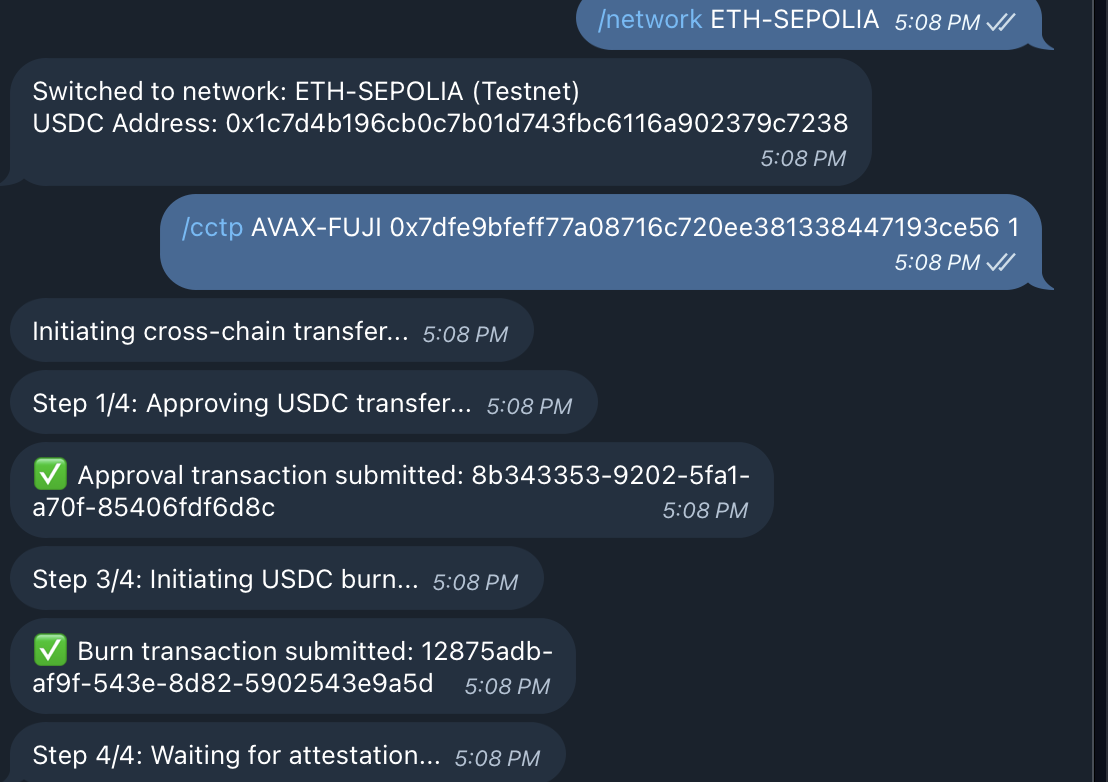 /network ETH-SEPOLIA 5:08 PM
Switched to network: ETH-SEPOLIA (Testnet)
USDC Address: 0x1c7d4b196cb0c7b01d743fbc6116a902379c7238
5:08 PM
/cctp AVAX-FUJI 0x7dfe9bfeff77a08716c720ee381338447193ce56 1
5:08 PM
Initiating cross-chain transfer... 5:08 PM
Step 1/4: Approving USDC transfer... 5:08 PM
✅ Approval transaction submitted: 8b343353-9202-5fa1-
a70f-85406fdf6d8c 5:08 PM
Step 3/4: Initiating USDC burn... 5:08 PM
✅ Burn transaction submitted: 12875adb-
af9f-543e-8d82-5902543e9a5d 5:08 PM
Step 4/4: Waiting for attestation... 5:08 PM